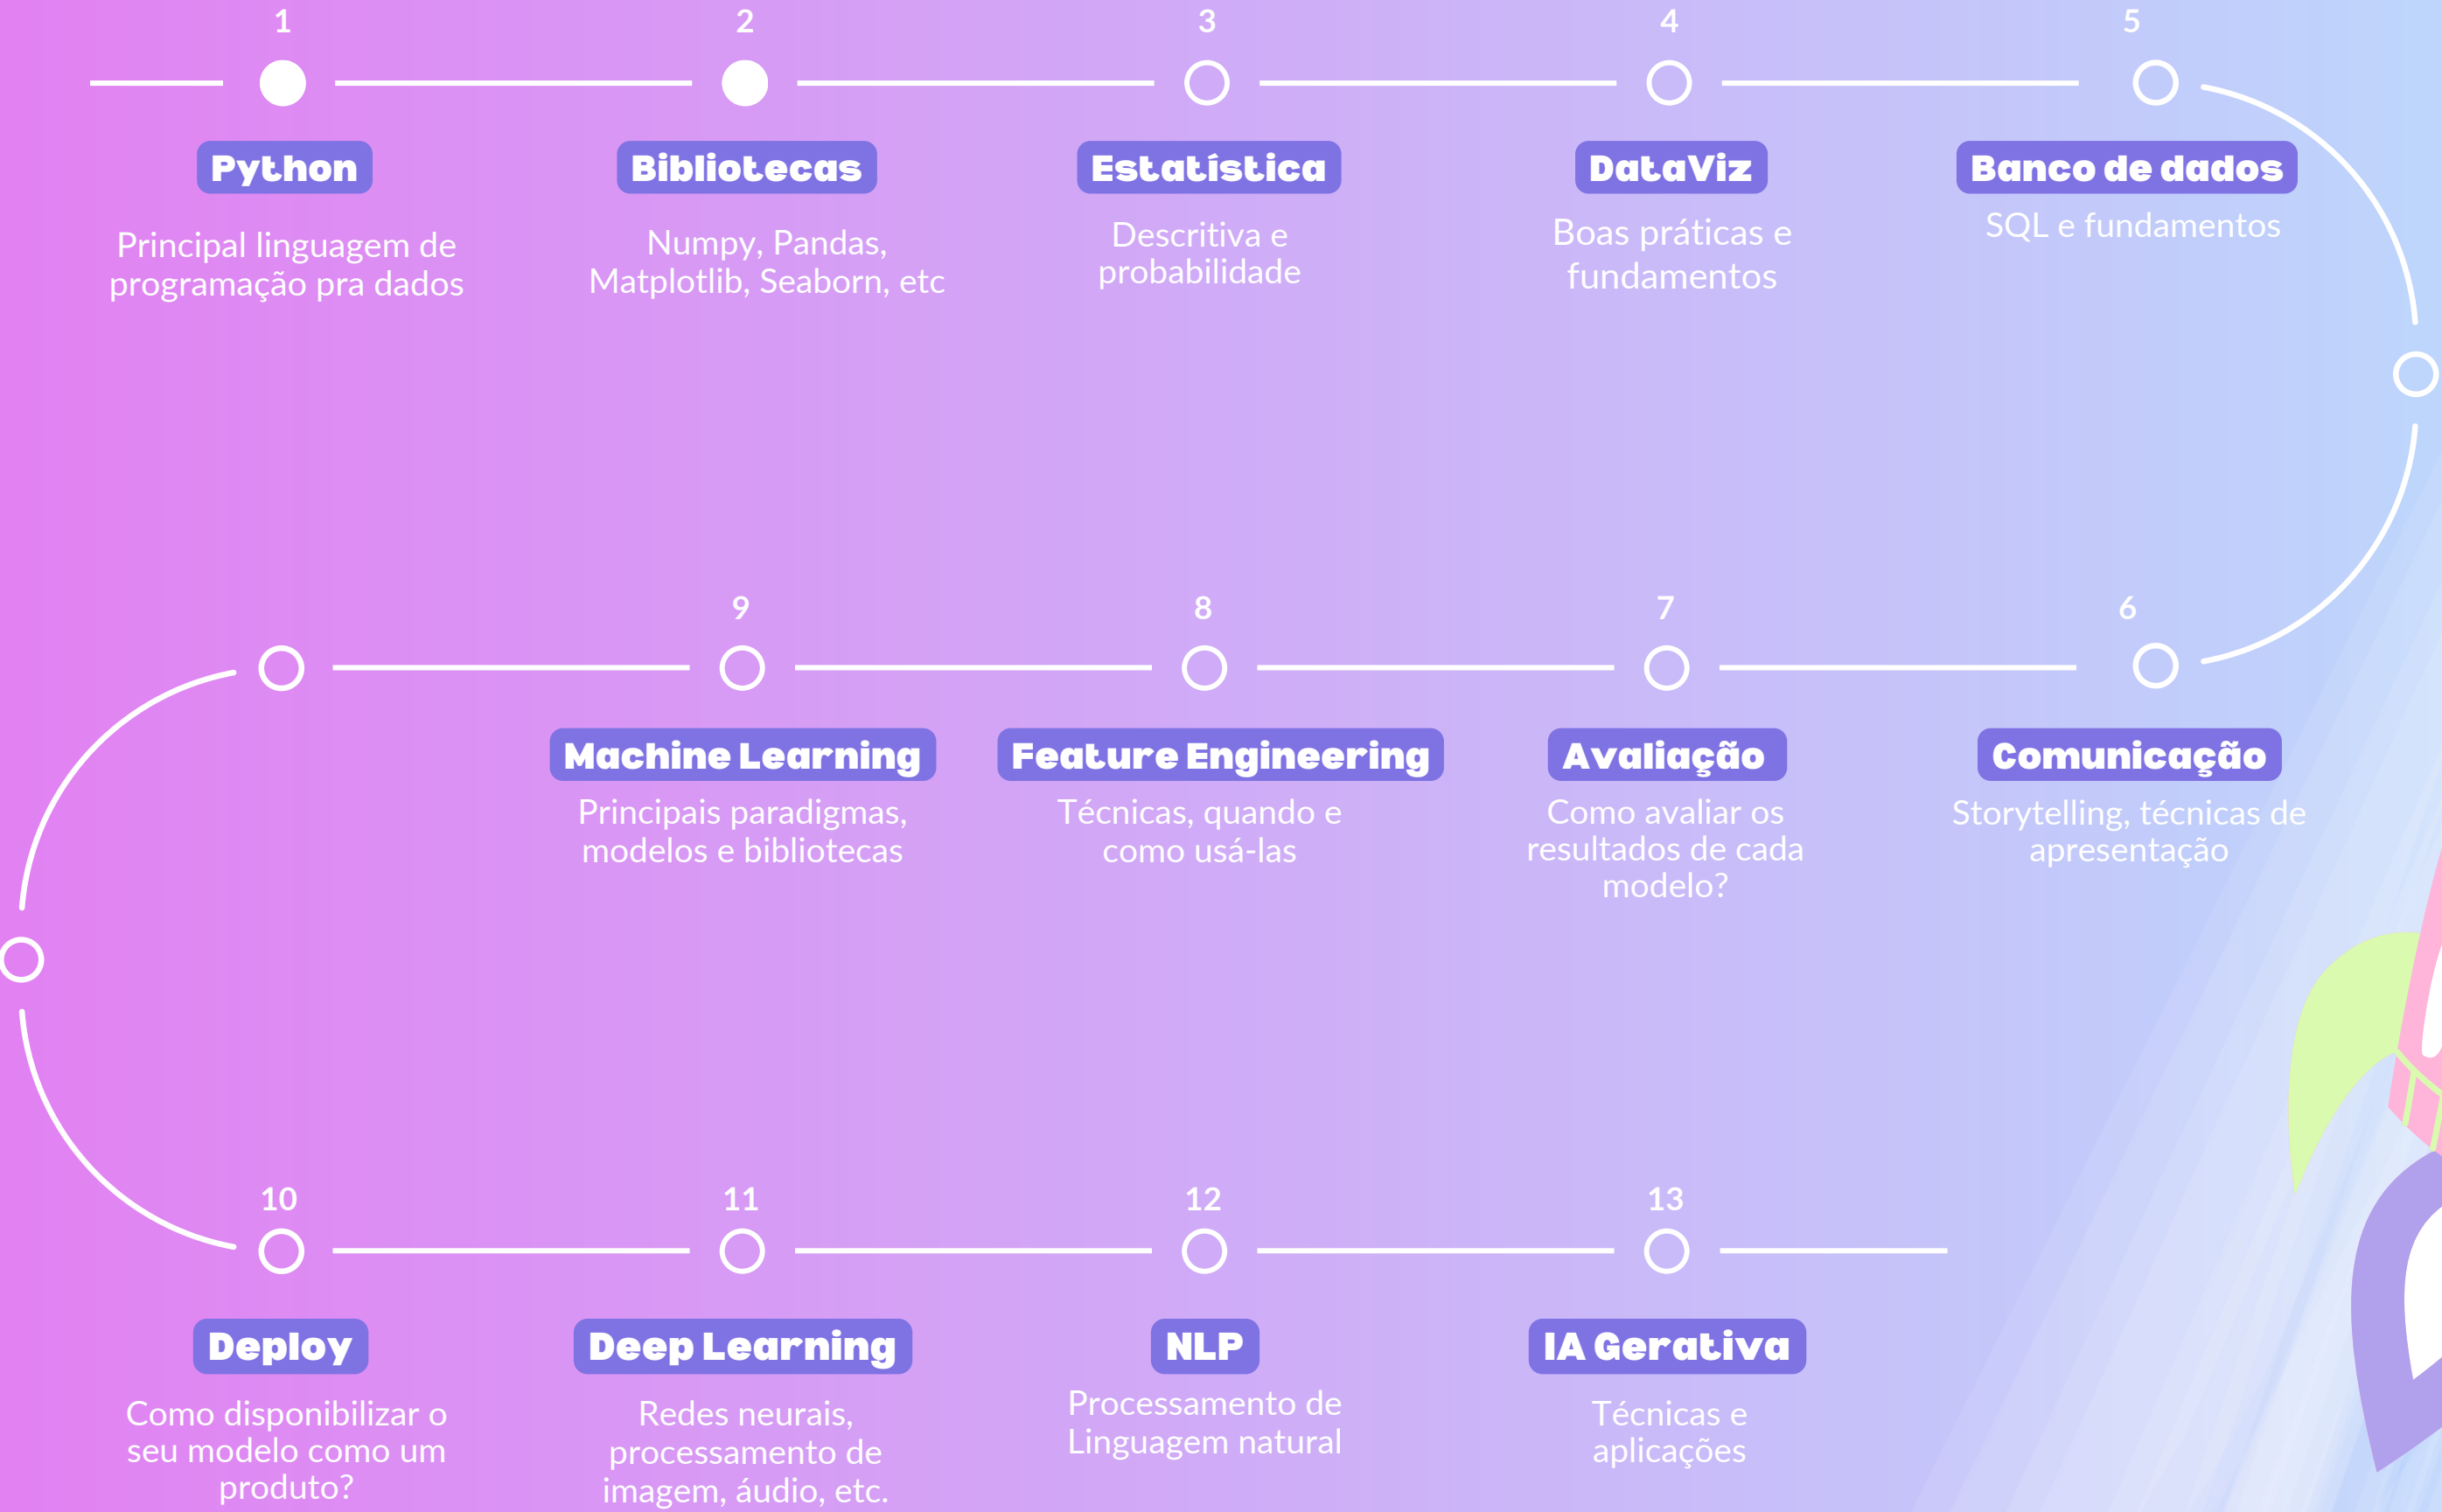 1
Python
Principal linguagem de
programação pra dados
2
Bibliotecas
Numpy, Pandas,
Matplotlib, Seaborn, etc
3
Estatística
Descritiva e
probabilidade
4
DataViz
Boas práticas e
fundamentos
5
Banco de dados
SQL e fundamentos
6
Comunicação
Storytelling, técnicas de
apresentação
7
Avaliação
Como avaliar os
resultados de cada
modelo?
8
Feature Engineering
Técnicas, quando e
como usá-las
9
Machine Learning
Principais paradigmas,
modelos e bibliotecas
10
Deploy
Como disponibilizar o
seu modelo como um
produto?
11
Deep Learning
Redes neurais,
processamento de
imagem, áudio, etc.
12
NLP
Processamento de
Linguagem natural
13
IA Gerativa
Técnicas e
aplicações